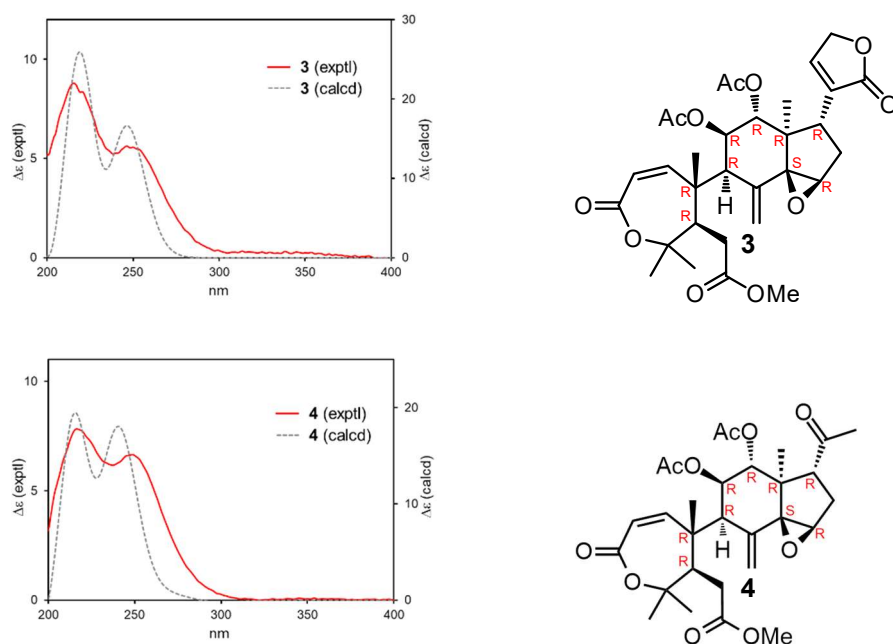 10
5
0
30
20
10
0
200
250
300
350
400
nm
Δε (exptl)
Δε (calcd)
3 (exptl)
3 (calcd)
O
O
AcO
AcO
R
R
R
R
R
S
R
R
R
H
O
O
O
O
OMe
3
10
5
0
20
10
0
200
250
300
350
400
nm
Δε (exptl)
Δε (calcd)
4 (exptl)
4 (calcd)
O
AcO
AcO
R
R
R
R
R
S
R
R
R
H
O
O
O
O
OMe
4